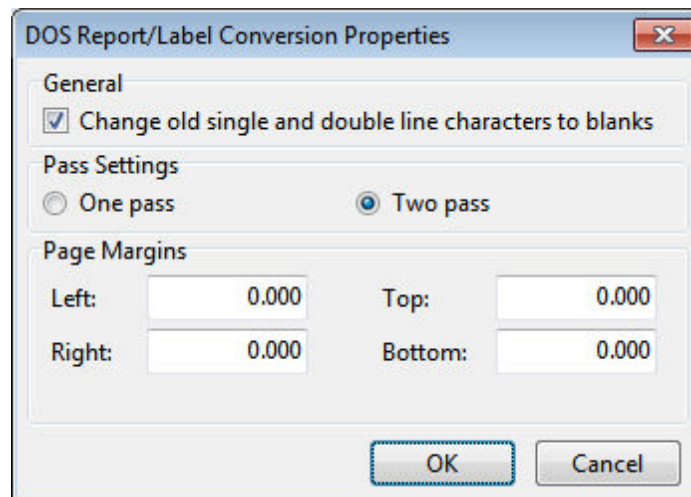 DOS Report/Label Conversion Properties
General
Change old single and double line characters to blanks
Pass Settings
One pass Two pass
Page Margins
Left: 0.000 Top: 0.000
Right: 0.000 Bottom: 0.000
OK Cancel